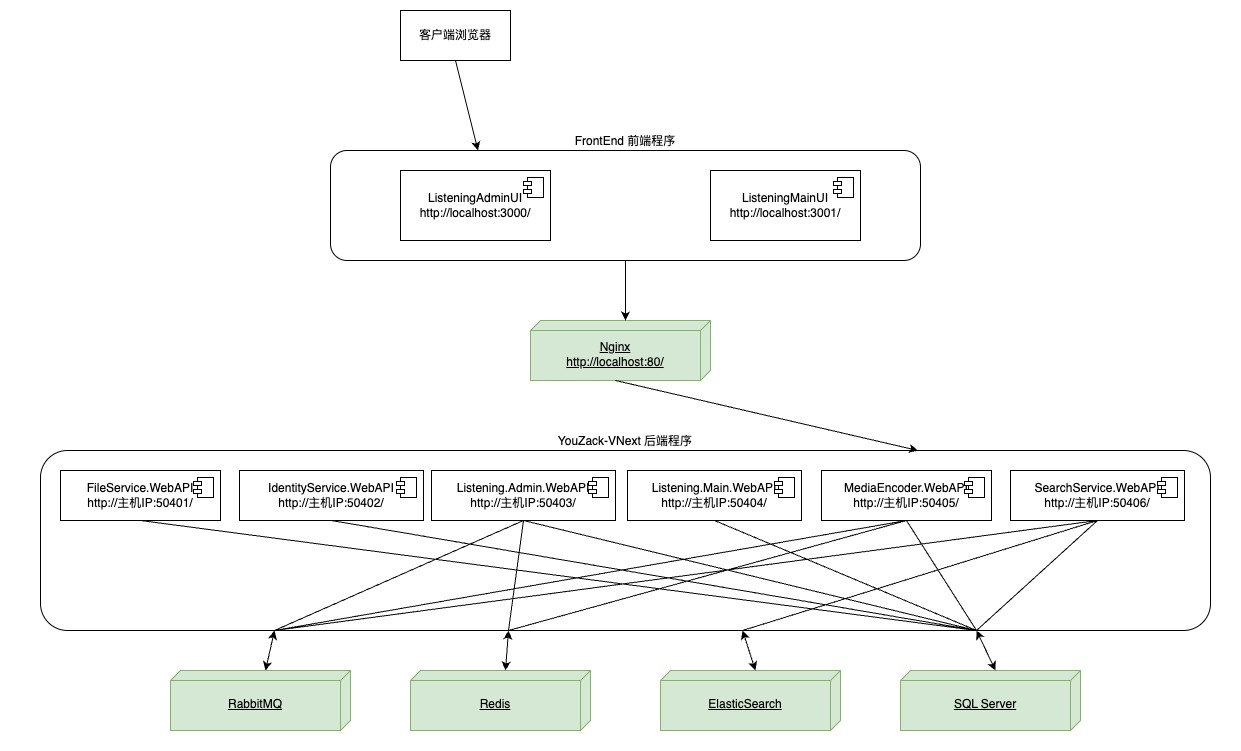 客户端浏览器
FrontEnd 前端程序
ListeningAdminUI
http://localhost:3000/
ListeningMainUI
http://localhost:3001/
Nginx
http://localhost:80/
YouZack-VNext 后端程序
FileService.WebAPI
http://主机IP:50401/
IdentityService.WebAPI
http://主机IP:50402/
Listening.Admin.WebAPI
http://主机IP:50403/
Listening.Main.WebAPI
http://主机IP:50404/
MediaEncoder.WebAPI
http://主机IP:50405/
SearchService.WebAPI
http://主机IP:50406/
RabbitMQ
Redis
ElasticSearch
SQL Server